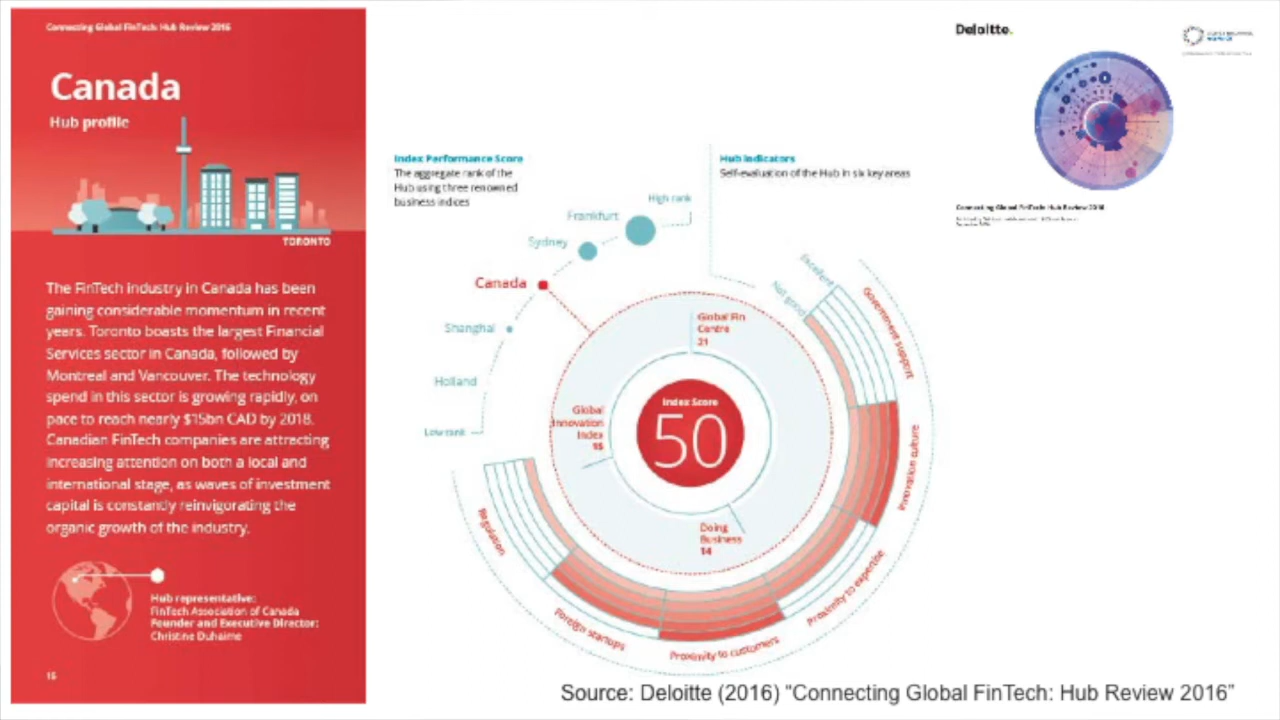 Connecting Global FinTech: Hub Review 2016
Canada
Hub profile
TORONTO
The FinTech industry in Canada has been
gaining considerable momentum in recent
years. Toronto boasts the largest Financial
Services sector in Canada, followed by
Montreal and Vancouver. The technology
spend in this sector is growing rapidly, on
pace to reach nearly $15bn CAD by 2018.
Canadian FinTech companies are attracting
increasing attention on both a local and
international stage, as waves of investment
capital is constantly reinvigorating the
organic growth of the industry.
Hub representative:
FinTech Association of Canada
Founder and Executive Director:
Christine Duhaime
Index Performance Score
The aggregate rank of the
Hub using three renowned
business indices
High rank
Frankfurt
Sydney
Canada
Shanghai
Holland
Low rank
Hub indicators
Self-evaluation of the Hub in six key areas
Excellent
Not good
Global Fin
Centre
21
Global
Innovation
Index
15
Index Score
50
Doing
Business
14
Government support
Innovation culture
Proximity to expertise
Proximity to customers
Foreign startups
Regulation
Deloitte.
Connecting Global FinTech: Hub Review 2016
Source: Deloitte (2016) "Connecting Global FinTech: Hub Review 2016"